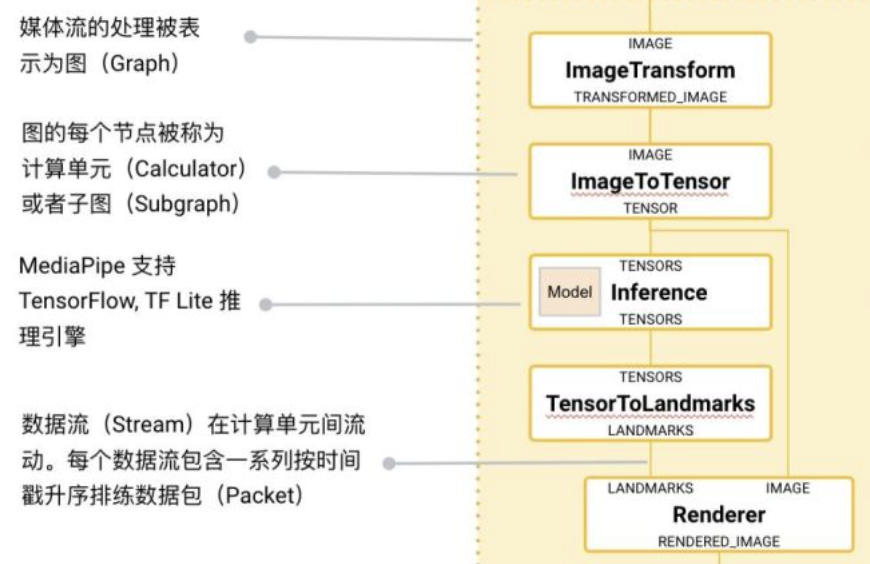 媒体流的处理被表
示为图（Graph）
图的每个节点被称为
计算单元（Calculator）
或者子图（Subgraph）
MediaPipe 支持
TensorFlow, TF Lite 推
理引擎
数据流（Stream）在计算单元间流
动。每个数据流包含一系列按时间
戳升序排练数据包（Packet）
IMAGE
ImageTransform
TRANSFORMED_IMAGE
IMAGE
ImageToTensor
TENSOR
TENSORS
Model Inference
TENSORS
TENSORS
TensorToLandmarks
LANDMARKS
LANDMARKS IMAGE
Renderer
RENDERED_IMAGE